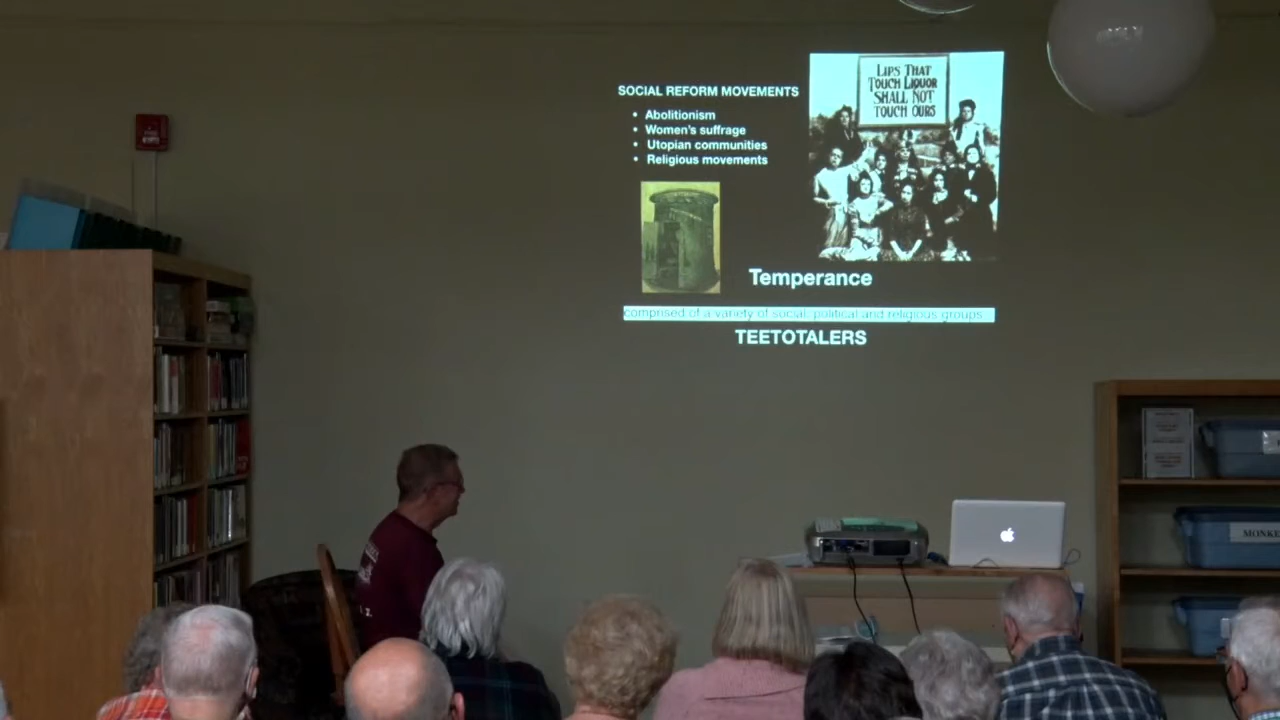 SOCIAL REFORM MOVEMENTS
• Abolitionism
• Women's suffrage
• Utopian communities
• Religious movements
LIPS THAT
TOUCH LIQUOR
SHALL NOT
TOUCH OURS
Temperance
comprised of a variety of social, political and religious groups
TEETOTALERS
MONKE